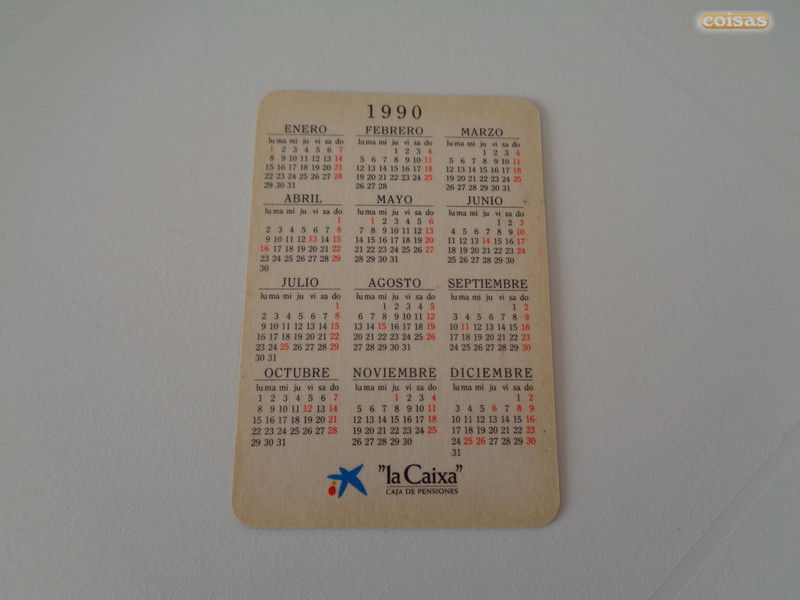 coisas
1990
ENERO
lu ma mi ju vi sa do
1 2 3 4 5 6 7
8 9 10 11 12 13 14
15 16 17 18 19 20 21
22 23 24 25 26 27 28
29 30 31
FEBRERO
lu ma mi ju vi sa do
1 2 3 4
5 6 7 8 9 10 11
12 13 14 15 16 17 18
19 20 21 22 23 24 25
26 27 28
MARZO
lu ma mi ju vi sa do
1 2 3 4
5 6 7 8 9 10 11
12 13 14 15 16 17 18
19 20 21 22 23 24 25
26 27 28 29 30 31
ABRIL
lu ma mi ju vi sa do
1
2 3 4 5 6 7 8
9 10 11 12 13 14 15
16 17 18 19 20 21 22
23 24 25 26 27 28 29
30
MAYO
lu ma mi ju vi sa do
1 2 3 4 5 6
7 8 9 10 11 12 13
14 15 16 17 18 19 20
21 22 23 24 25 26 27
28 29 30 31
JUNIO
lu ma mi ju vi sa do
1 2 3
4 5 6 7 8 9 10
11 12 13 14 15 16 17
18 19 20 21 22 23 24
25 26 27 28 29 30
JULIO
lu ma mi ju vi sa do
1
2 3 4 5 6 7 8
9 10 11 12 13 14 15
16 17 18 19 20 21 22
23 24 25 26 27 28 29
30 31
AGOSTO
lu ma mi ju vi sa do
1 2 3 4 5
6 7 8 9 10 11 12
13 14 15 16 17 18 19
20 21 22 23 24 25 26
27 28 29 30 31
SEPTIEMBRE
lu ma mi ju vi sa do
1 2
3 4 5 6 7 8 9
10 11 12 13 14 15 16
17 18 19 20 21 22 23
24 25 26 27 28 29 30
OCTUBRE
lu ma mi ju vi sa do
1 2 3 4 5 6 7
8 9 10 11 12 13 14
15 16 17 18 19 20 21
22 23 24 25 26 27 28
29 30 31
NOVIEMBRE
lu ma mi ju vi sa do
1 2 3 4
5 6 7 8 9 10 11
12 13 14 15 16 17 18
19 20 21 22 23 24 25
26 27 28 29 30
DICIEMBRE
lu ma mi ju vi sa do
1 2
3 4 5 6 7 8 9
10 11 12 13 14 15 16
17 18 19 20 21 22 23
24 25 26 27 28 29 30
31
"la Caixa"
CAJA DE PENSIONES